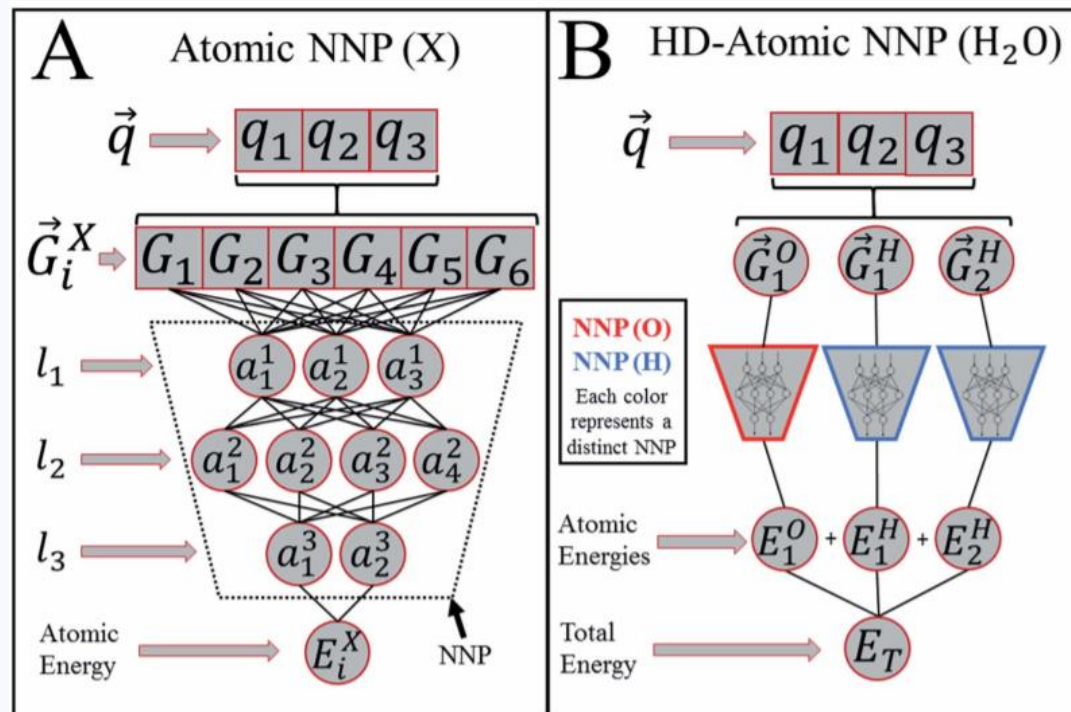 A
Atomic NNP (X)
q⃗
q₁ q₂ q₃
G⃗ᵢˣ
G₁ G₂ G₃ G₄ G₅ G₆
l₁
a₁¹ a₂¹ a₃¹
l₂
a₁² a₂² a₃² a₄²
l₃
a₁³ a₂³
Atomic
Energy
Eᵢˣ
NNP
B
HD-Atomic NNP (H₂O)
q⃗
q₁ q₂ q₃
G⃗₁ᴼ G⃗₁ᴴ G⃗₂ᴴ
NNP (O)
NNP (H)
Each color
represents a
distinct NNP
Atomic
Energies
E₁ᴼ + E₁ᴴ + E₂ᴴ
Total
Energy
E_T